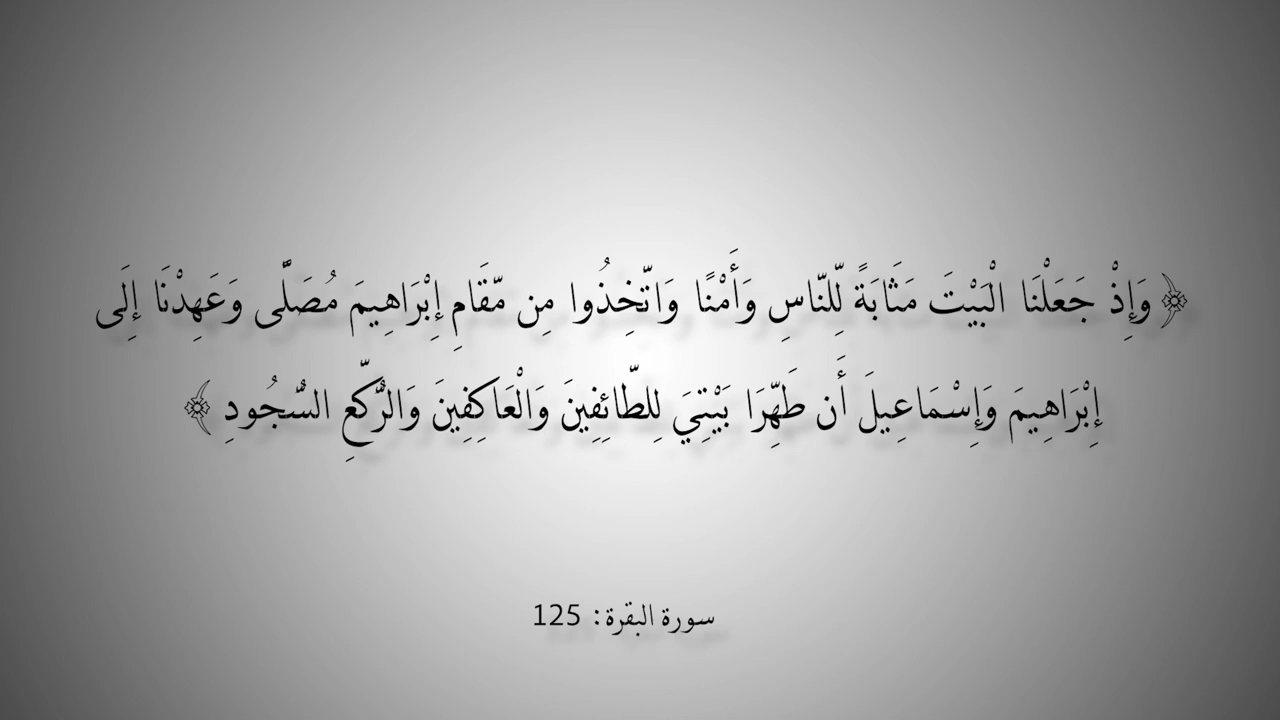 ﴿ وَإِذْ جَعَلْنَا الْبَيْتَ مَثَابَةً لِّلنَّاسِ وَأَمْنًا وَاتَّخِذُوا مِن مَّقَامِ إِبْرَاهِيمَ مُصَلًّى وَعَهِدْنَا إِلَى
إِبْرَاهِيمَ وَإِسْمَاعِيلَ أَن طَهِّرَا بَيْتِيَ لِلطَّائِفِينَ وَالْعَاكِفِينَ وَالرُّكَّعِ السُّجُودِ ﴾
سورة البقرة: 125